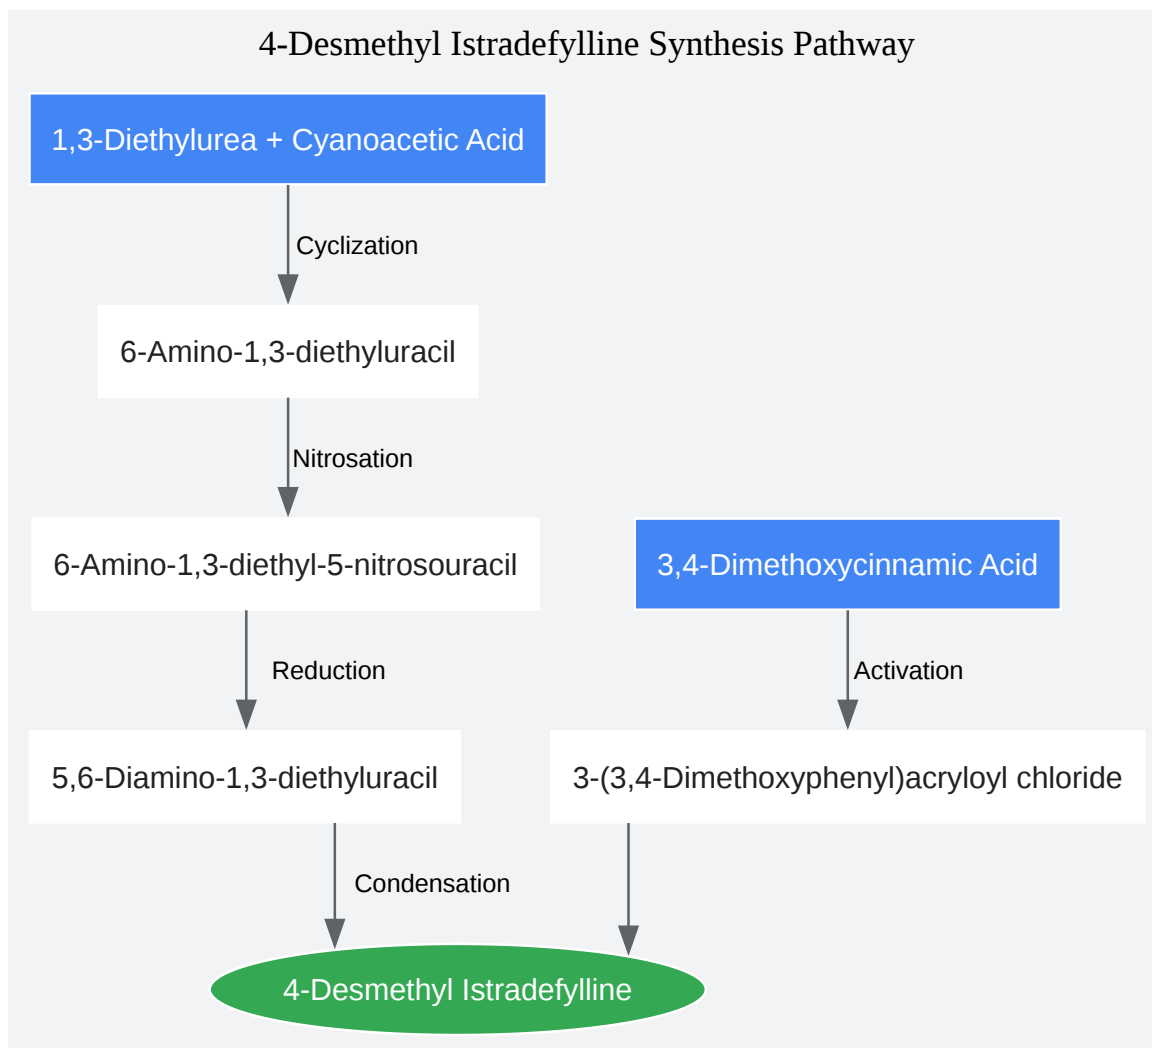 4-Desmethyl Istradefylline Synthesis Pathway
1,3-Diethylurea + Cyanoacetic Acid
Cyclization
6-Amino-1,3-diethyluracil
Nitrosation
6-Amino-1,3-diethyl-5-nitrosouracil
3,4-Dimethoxycinnamic Acid
Reduction
Activation
5,6-Diamino-1,3-diethyluracil
3-(3,4-Dimethoxyphenyl)acryloyl chloride
Condensation
4-Desmethyl Istradefylline